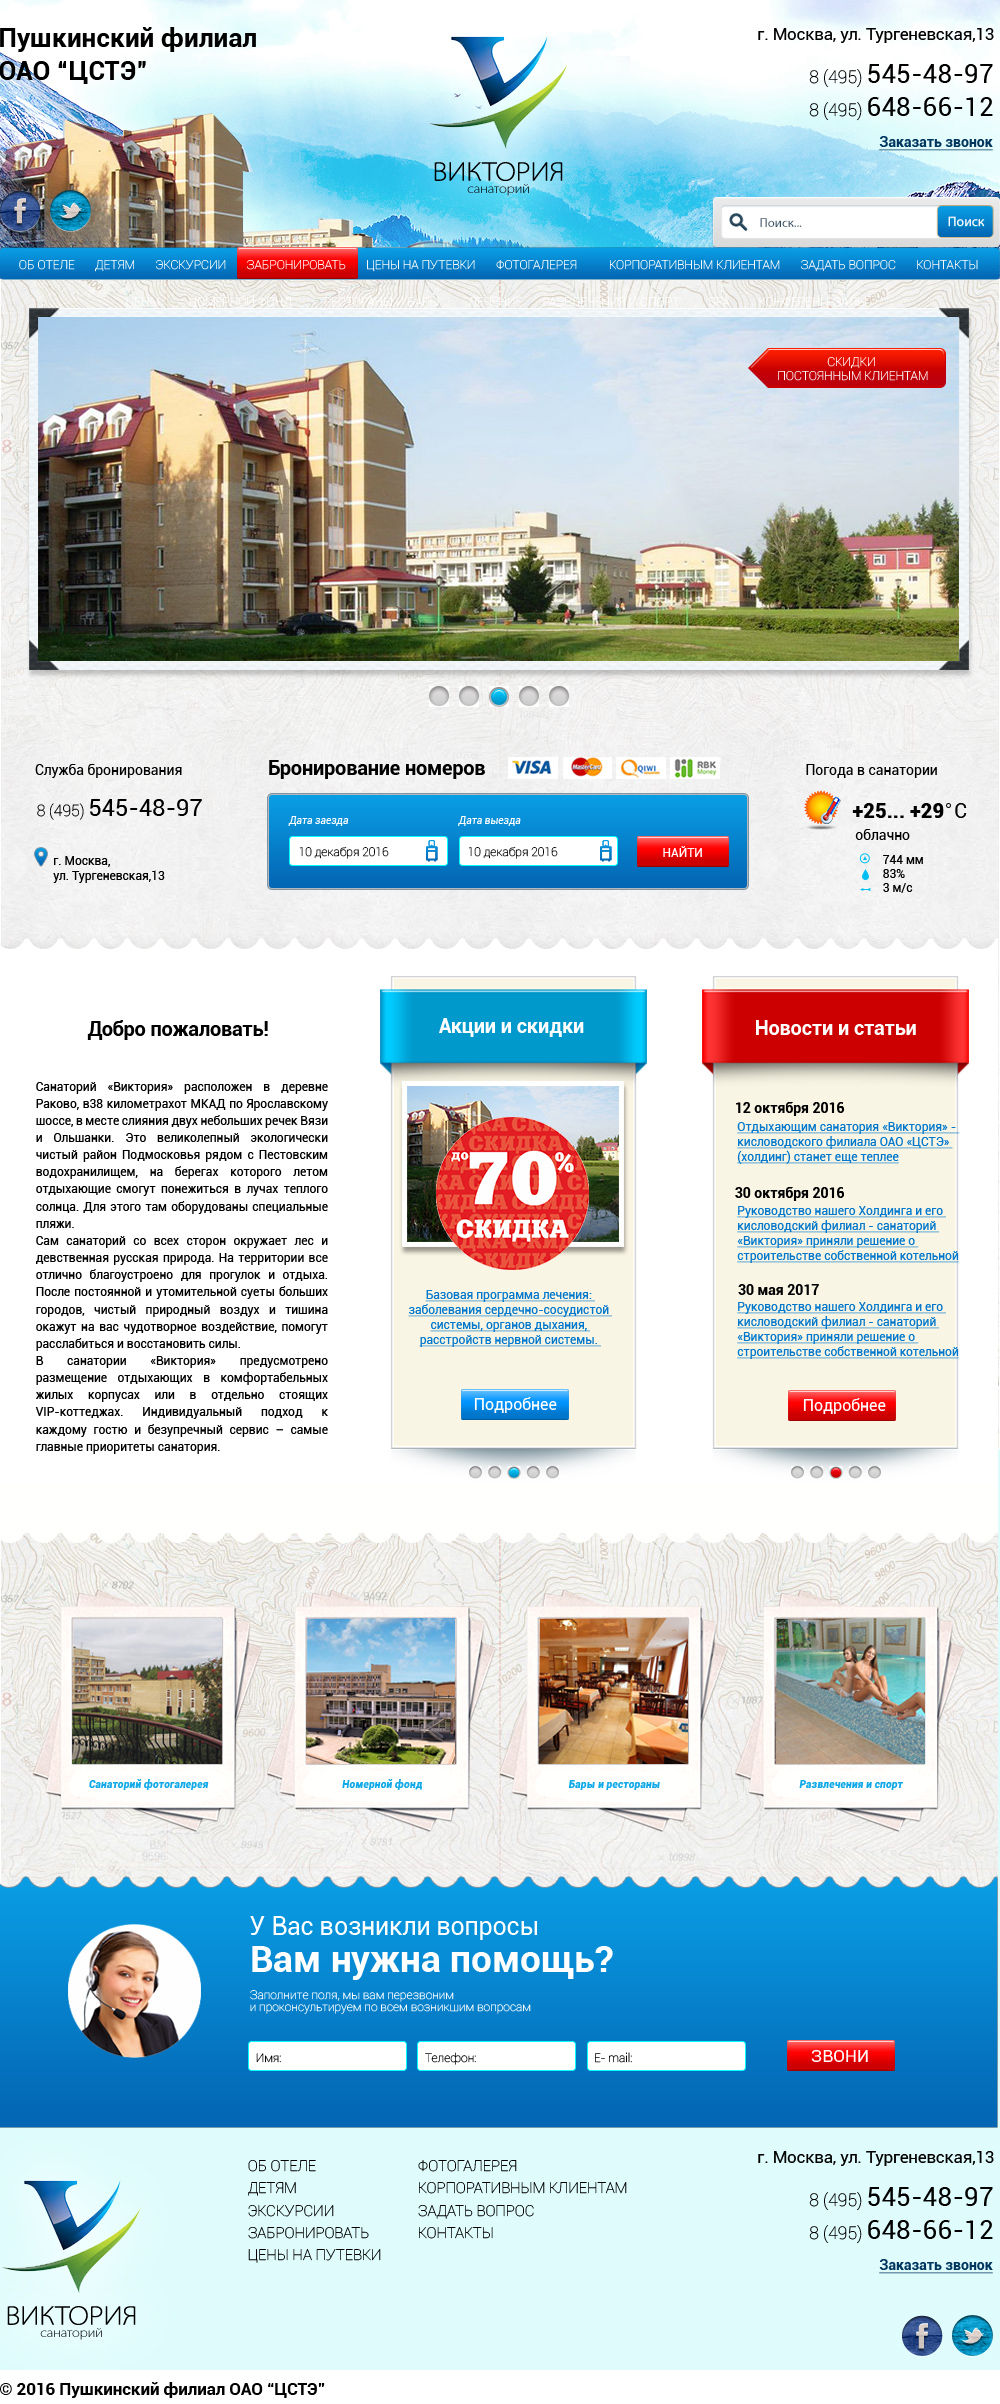 Пушкинский филиал
ОАО “ЦСТЭ”
ВИКТОРИЯ
санаторий
г. Москва, ул. Тургеневская,13
8 (495) 545-48-97
8 (495) 648-66-12
Заказать звонок
Поиск...
Поиск
ОБ ОТЕЛЕ ДЕТЯМ ЭКСКУРСИИ ЗАБРОНИРОВАТЬ ЦЕНЫ НА ПУТЕВКИ ФОТОГАЛЕРЕЯ КОРПОРАТИВНЫМ КЛИЕНТАМ ЗАДАТЬ ВОПРОС КОНТАКТЫ
СКИДКИ
ПОСТОЯННЫМ КЛИЕНТАМ
Служба бронирования
8 (495) 545-48-97
г. Москва,
ул. Тургеневская,13
Бронирование номеров
VISA MasterCard QIWI RBK Money
Дата заезда Дата выезда
10 декабря 2016 10 декабря 2016 НАЙТИ
Погода в санатории
+25... +29°C
облачно
744 мм
83%
3 м/с
Добро пожаловать!
Санаторий «Виктория» расположен в деревне
Раково, в38 километрахот МКАД по Ярославскому
шоссе, в месте слияния двух небольших речек Вязи
и Ольшанки. Это великолепный экологически
чистый район Подмосковья рядом с Пестовским
водохранилищем, на берегах которого летом
отдыхающие смогут понежиться в лучах теплого
солнца. Для этого там оборудованы специальные
пляжи.
Сам санаторий со всех сторон окружает лес и
девственная русская природа. На территории все
отлично благоустроено для прогулок и отдыха.
После постоянной и утомительной суеты больших
городов, чистый природный воздух и тишина
окажут на вас чудотворное воздействие, помогут
расслабиться и восстановить силы.
В санатории «Виктория» предусмотрено
размещение отдыхающих в комфортабельных
жилых корпусах или в отдельно стоящих
VIP-коттеджах. Индивидуальный подход к
каждому гостю и безупречный сервис – самые
главные приоритеты санатория.
Акции и скидки
до 70%
СКИДКА
Базовая программа лечения:
заболевания сердечно-сосудистой
системы, органов дыхания,
расстройств нервной системы.
Подробнее
Новости и статьи
12 октября 2016
Отдыхающим санатория «Виктория» -
кисловодского филиала ОАО «ЦСТЭ»
(холдинг) станет еще теплее
30 октября 2016
Руководство нашего Холдинга и его
кисловодский филиал - санаторий
«Виктория» приняли решение о
строительстве собственной котельной
30 мая 2017
Руководство нашего Холдинга и его
кисловодский филиал - санаторий
«Виктория» приняли решение о
строительстве собственной котельной
Подробнее
Санаторий фотогалерея
Номерной фонд
Бары и рестораны
Развлечения и спорт
У Вас возникли вопросы
Вам нужна помощь?
Заполните поля, мы вам перезвоним
и проконсультируем по всем возникшим вопросам
Имя: Телефон: E- mail: ЗВОНИ
ВИКТОРИЯ
санаторий
ОБ ОТЕЛЕ
ДЕТЯМ
ЭКСКУРСИИ
ЗАБРОНИРОВАТЬ
ЦЕНЫ НА ПУТЕВКИ
ФОТОГАЛЕРЕЯ
КОРПОРАТИВНЫМ КЛИЕНТАМ
ЗАДАТЬ ВОПРОС
КОНТАКТЫ
г. Москва, ул. Тургеневская,13
8 (495) 545-48-97
8 (495) 648-66-12
Заказать звонок
© 2016 Пушкинский филиал ОАО “ЦСТЭ”